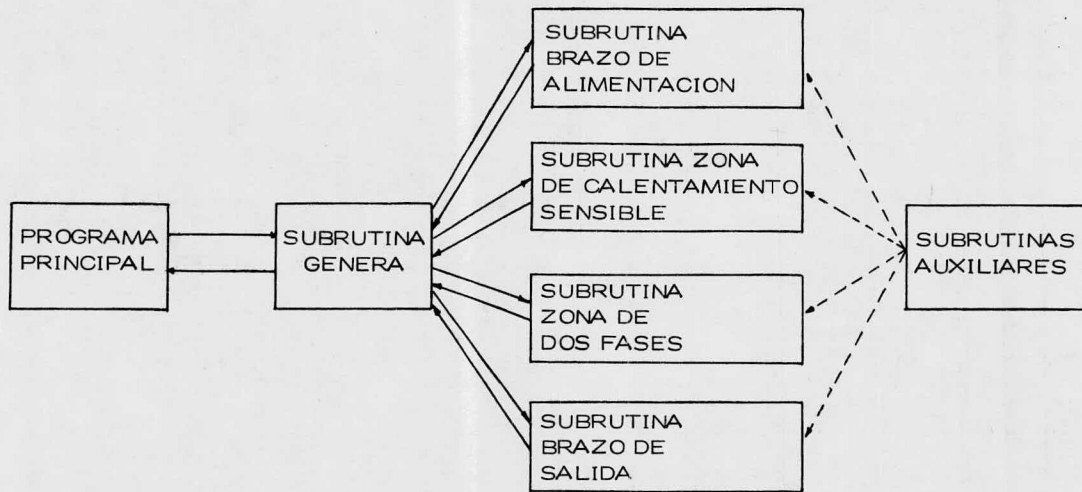 PROGRAMA
PRINCIPAL
SUBRUTINA
GENERA
SUBRUTINA
BRAZO DE
ALIMENTACION
SUBRUTINA ZONA
DE CALENTAMIENTO
SENSIBLE
SUBRUTINA
ZONA DE
DOS FASES
SUBRUTINA
BRAZO DE
SALIDA
SUBRUTINAS
AUXILIARES